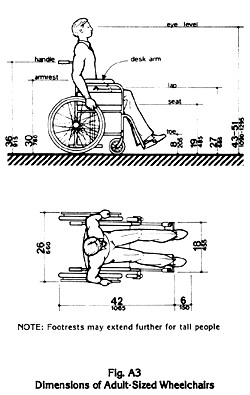 eye level
handle
desk arm
armrest
lap
seat
toe
36
915
30
760
8
205
19
485
27
685
43-51
1090-1295
26
660
18
455
42
1065
6
150
NOTE: Footrests may extend further for tall people
Fig. A3
Dimensions of Adult-Sized Wheelchairs